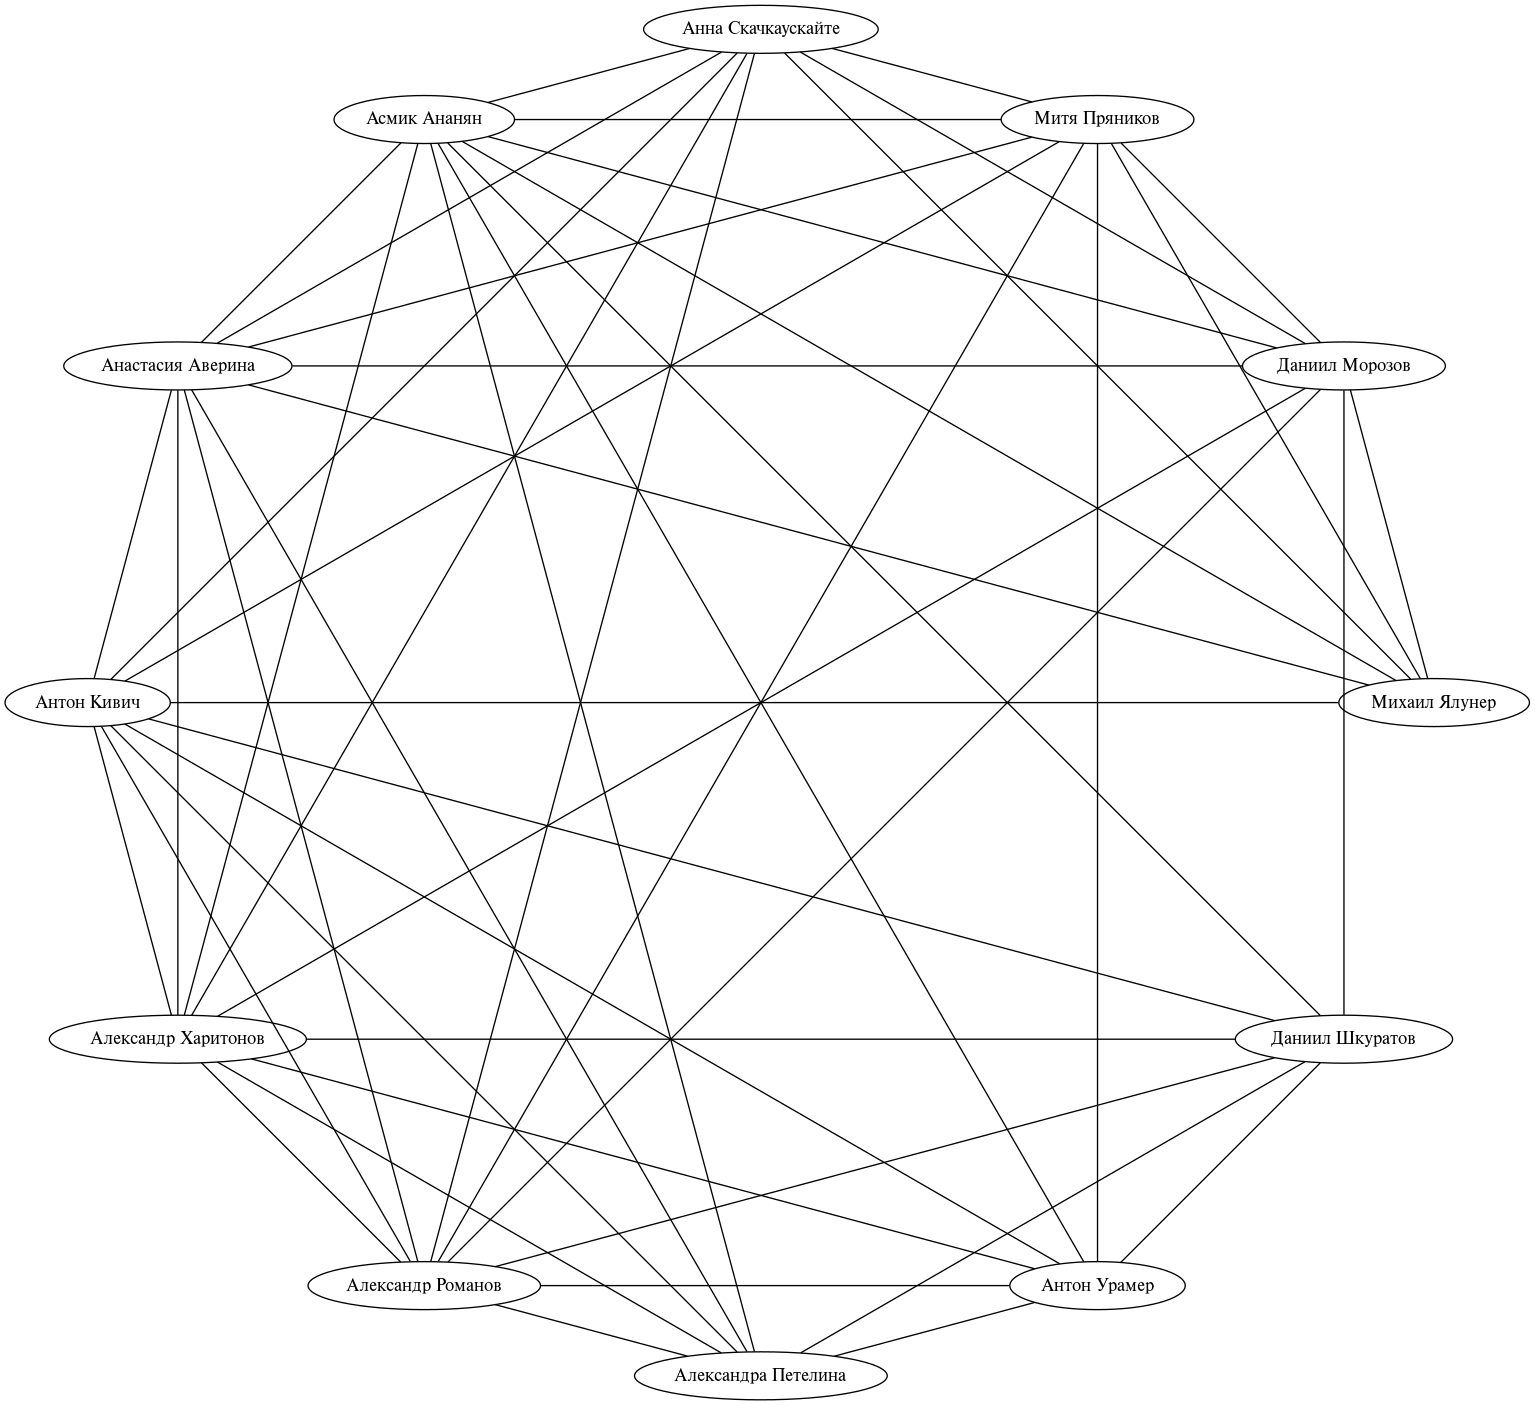 Анна Скачкаускайте
Асмик Ананян
Митя Пряников
Анастасия Аверина
Даниил Морозов
Антон Кивич
Михаил Ялунер
Александр Харитонов
Даниил Шкуратов
Александр Романов
Антон Урамер
Александра Петелина